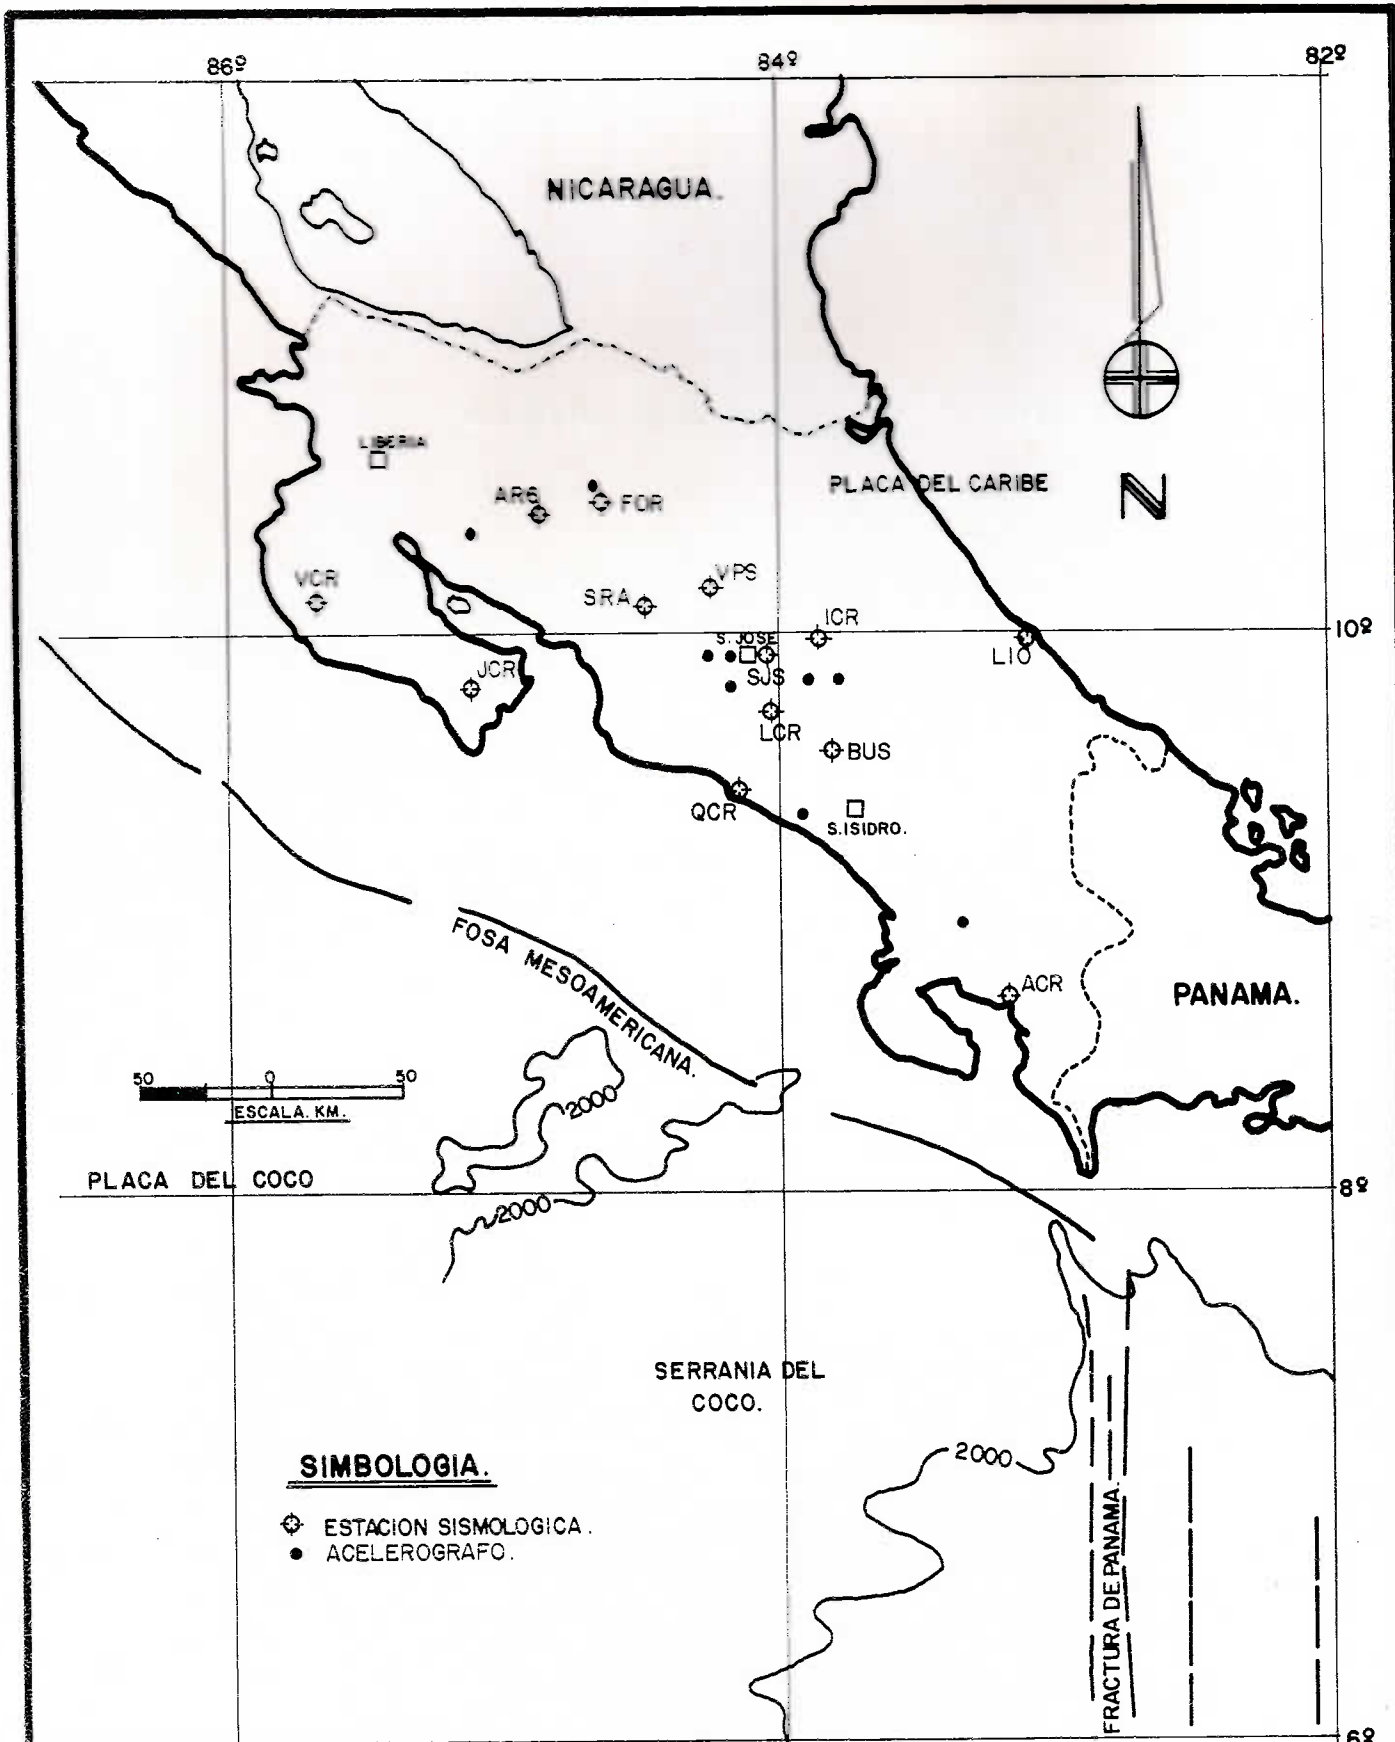 86º
84º
82º
NICARAGUA.
LIBERIA
PLACA DEL CARIBE
N
AR6
FOR
VCR
VPS
SRA
ICR
10º
S. JOSE
LIO
JCR
SJS
LCR
BUS
QCR
S.ISIDRO.
FOSA MESOAMERICANA.
ACR
PANAMA.
50
0
50
ESCALA. KM.
2000
PLACA DEL COCO
8º
2000
SERRANIA DEL
COCO.
2000
SIMBOLOGIA.
ESTACION SISMOLOGICA.
ACELEROGRAFO.
FRACTURA DE PANAMA.
6º